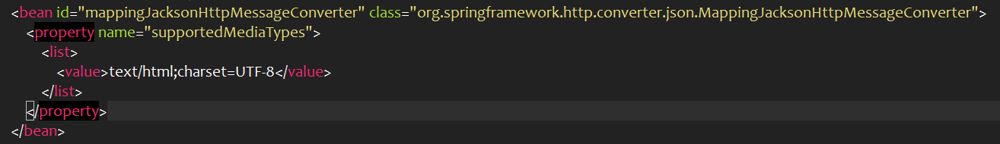 <bean id="mappingJacksonHttpMessageConverter" class="org.springframework.http.converter.json.MappingJacksonHttpMessageConverter">
<property name="supportedMediaTypes">
<list>
<value>text/html;charset=UTF-8</value>
</list>
</property>
</bean>